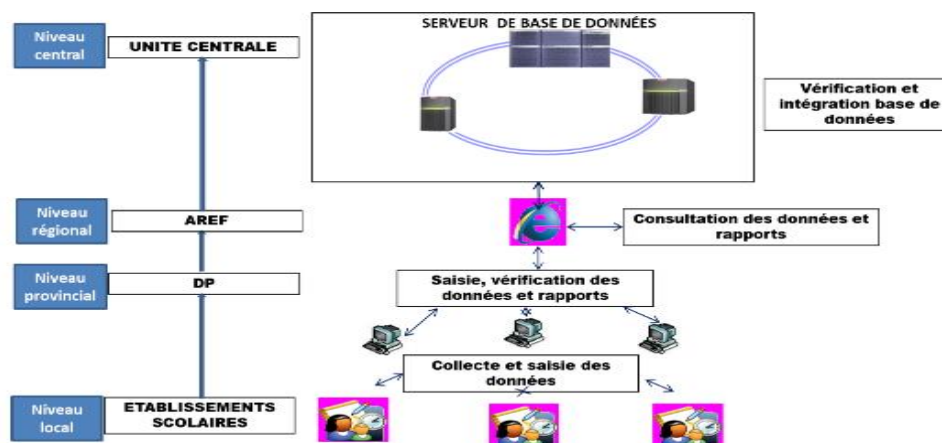 SERVEUR DE BASE DE DONNÉES
Niveau
central
UNITE CENTRALE
Vérification et
intégration base de
données
Niveau
régional
AREF
Consultation des données et
rapports
Niveau
provincial
DP
Saisie, vérification des
données et rapports
Collecte et saisie des
données
Niveau
local
ETABLISSEMENTS
SCOLAIRES